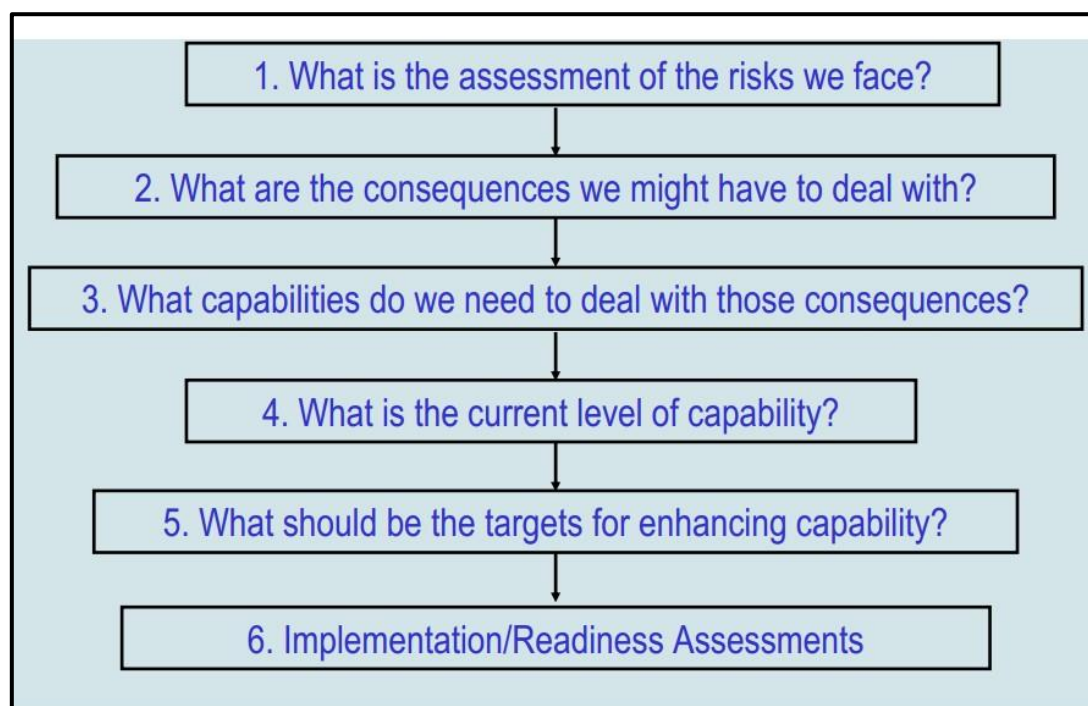 1. What is the assessment of the risks we face?
2. What are the consequences we might have to deal with?
3. What capabilities do we need to deal with those consequences?
4. What is the current level of capability?
5. What should be the targets for enhancing capability?
6. Implementation/Readiness Assessments